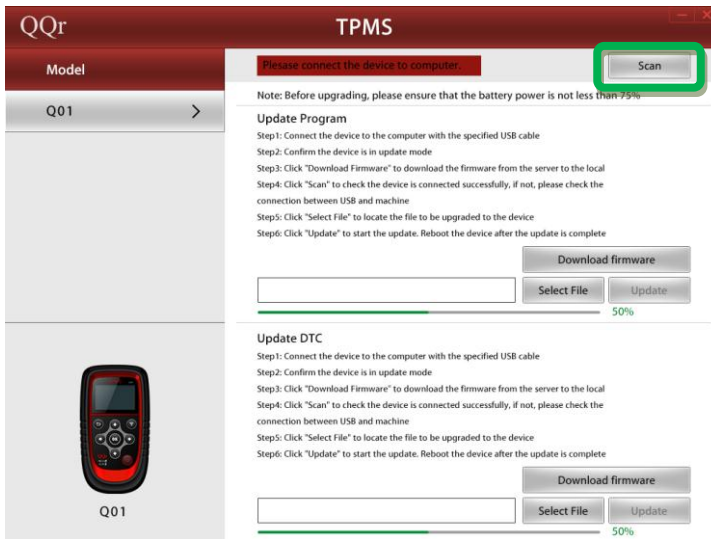 QQr
TPMS
Model
Plesase connect the device to computer.
Scan
Q01 >
Note: Before upgrading, please ensure that the battery power is not less than 75%
Update Program
Step1: Connect the device to the computer with the specified USB cable
Step2: Confirm the device is in update mode
Step3: Click "Download Firmware" to download the firmware from the server to the local
Step4: Click "Scan" to check the device is connected successfully, if not, please check the
connection between USB and machine
Step5: Click "Select File" to locate the file to be upgraded to the device
Step6: Click "Update" to start the update. Reboot the device after the update is complete
Download firmware
Select File
Update
50%
Update DTC
Step1: Connect the device to the computer with the specified USB cable
Step2: Confirm the device is in update mode
Step3: Click "Download Firmware" to download the firmware from the server to the local
Step4: Click "Scan" to check the device is connected successfully, if not, please check the
connection between USB and machine
Step5: Click "Select File" to locate the file to be upgraded to the device
Step6: Click "Update" to start the update. Reboot the device after the update is complete
Download firmware
Select File
Update
50%
Q01